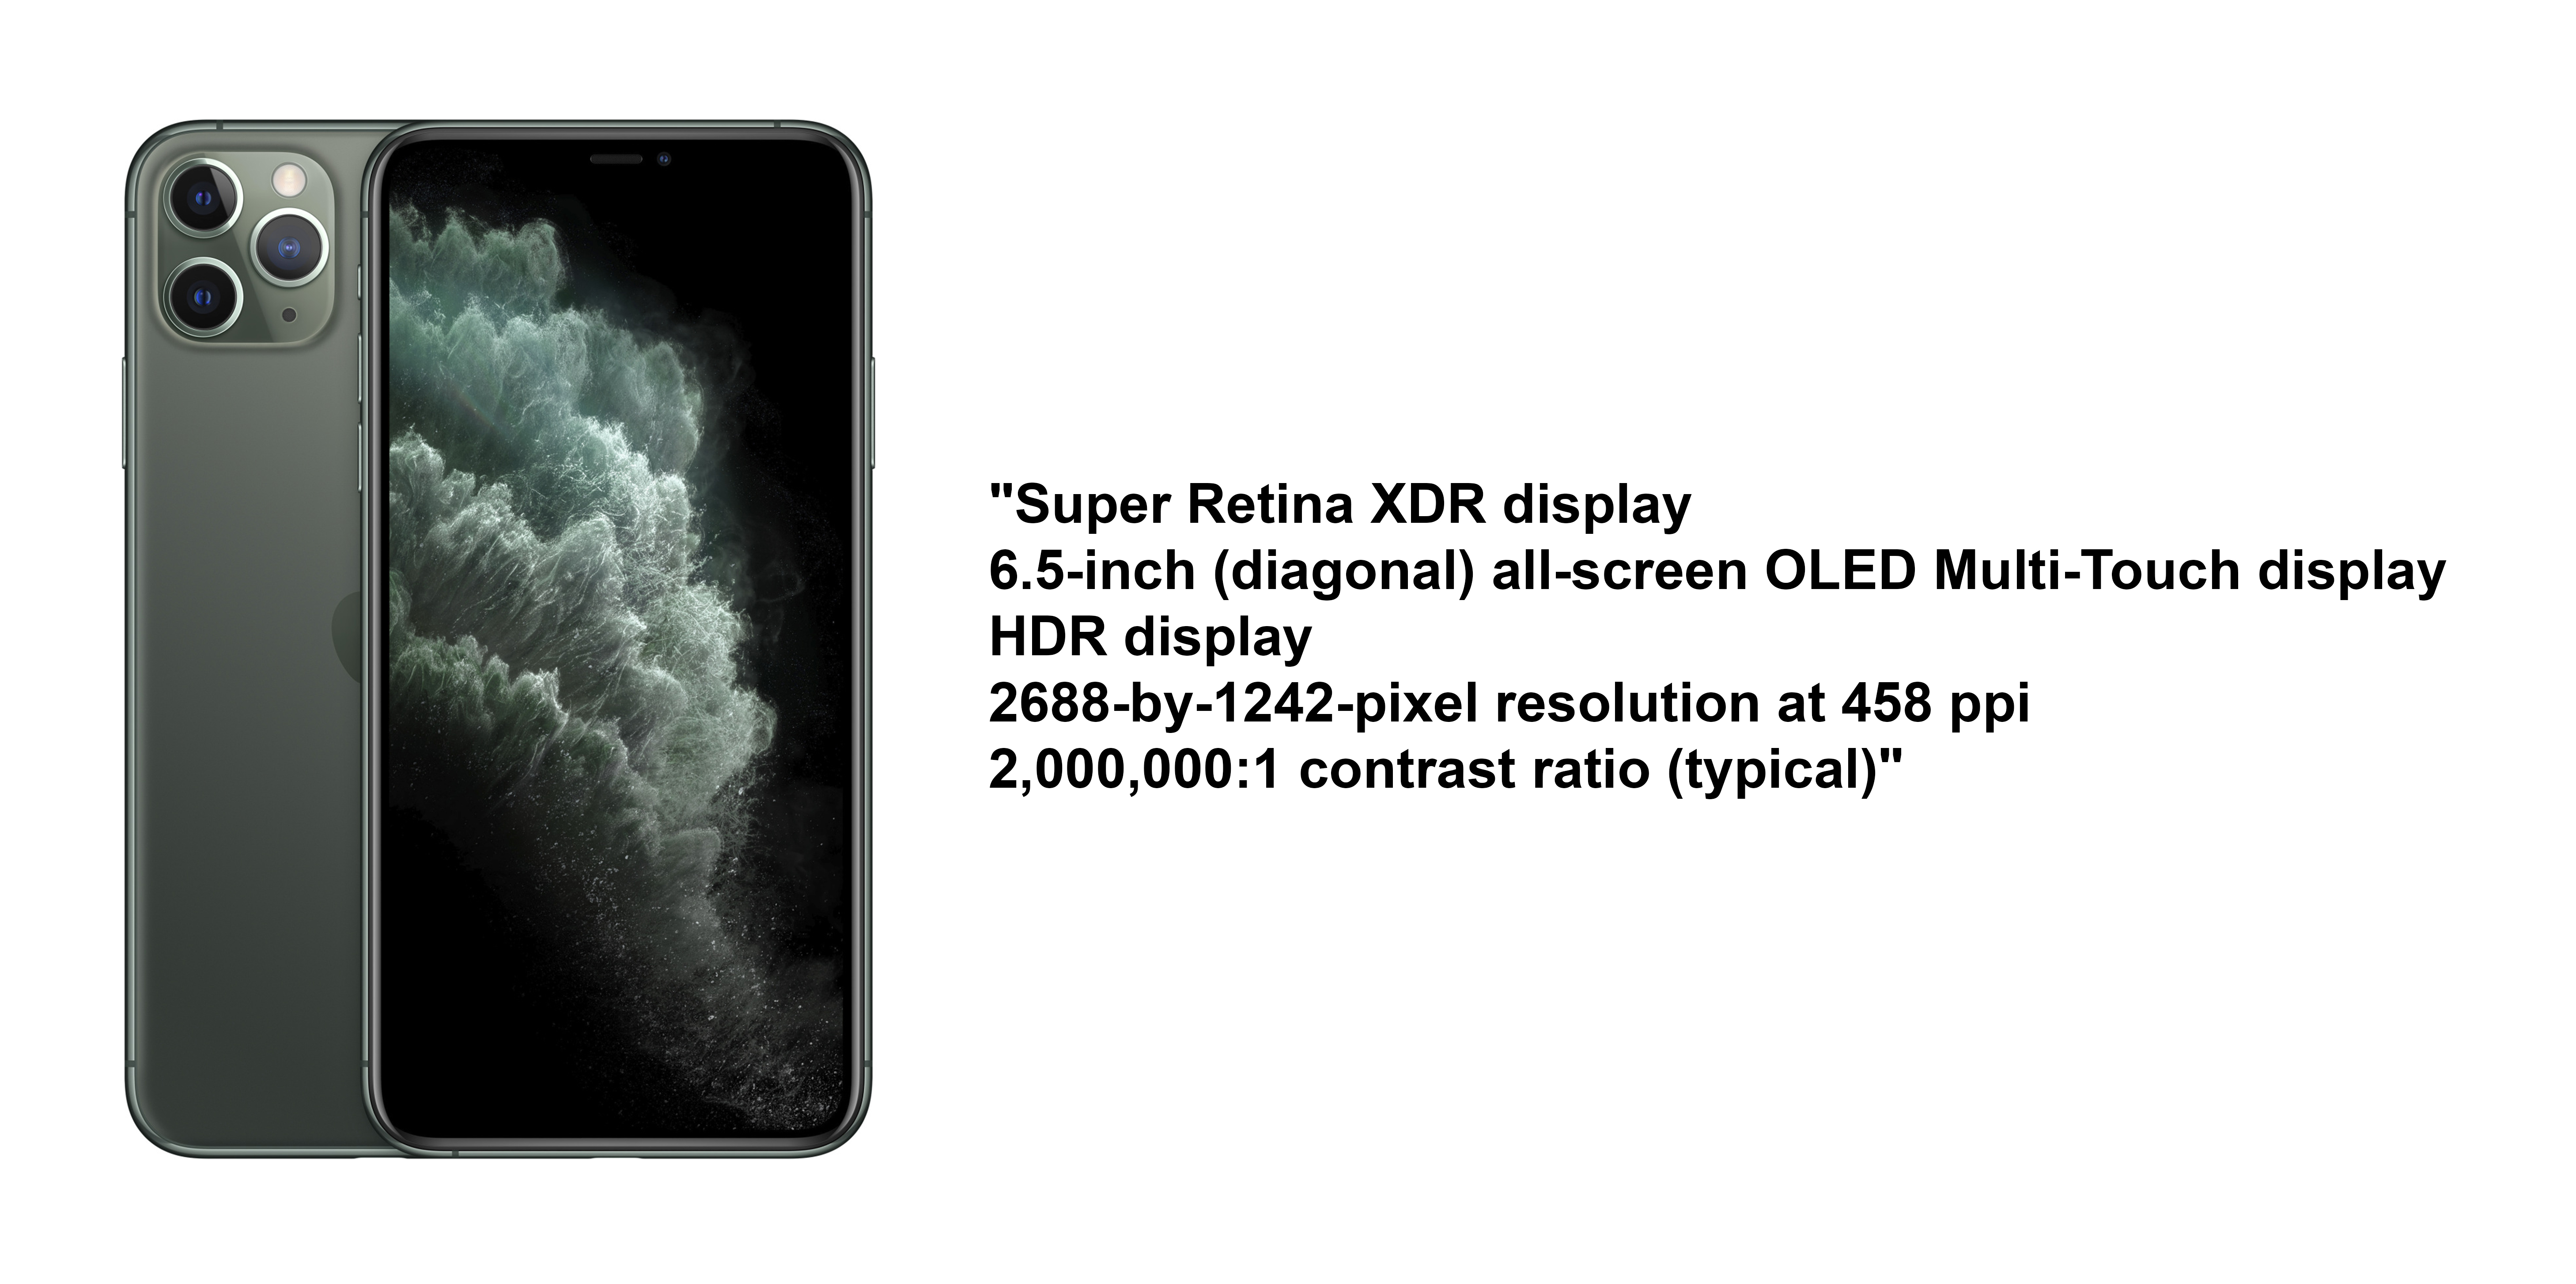 "Super Retina XDR display
6.5-inch (diagonal) all-screen OLED Multi-Touch display
HDR display
2688-by-1242-pixel resolution at 458 ppi
2,000,000:1 contrast ratio (typical)"